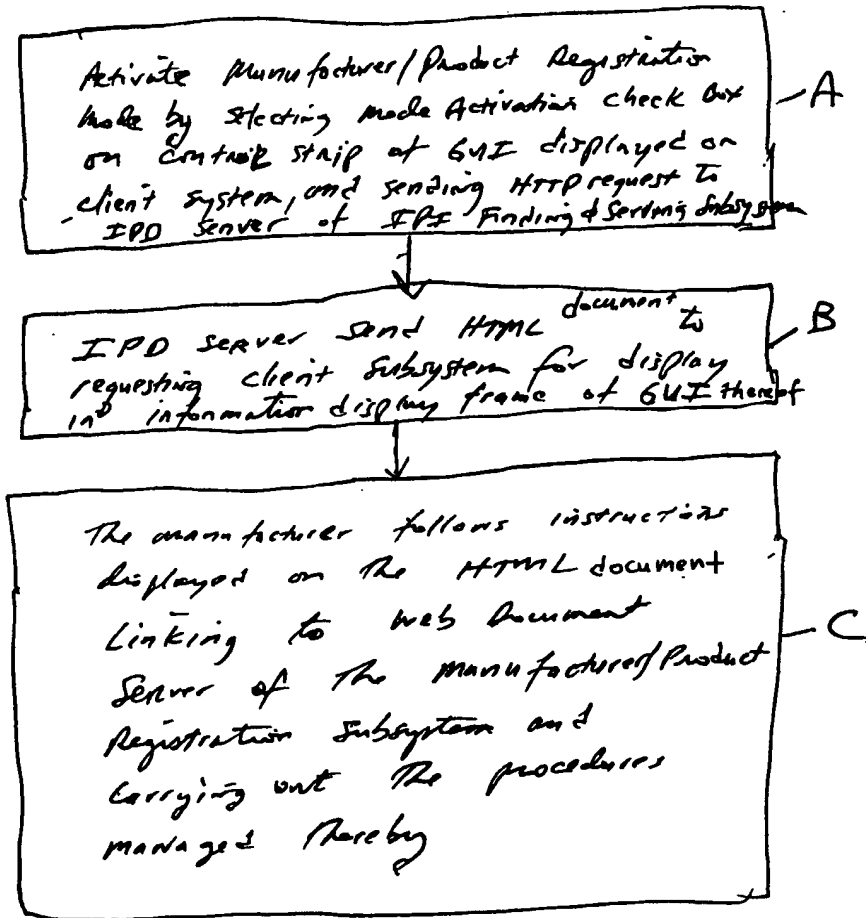 Activate Manufacturer/Product Registration
Mode by selecting Mode Activation check Box
on control strip of GUI displayed on
client system, and sending HTTP request to
IPD server of IPI Finding & Serving Subsystem
A
IPD server send HTML document to
requesting client subsystem for display
in information display frame of GUI thereof
B
The manufacturer follows instructions
displayed on the HTML document
Linking to web Document
Server of the Manufacturer/Product
Registration Subsystem and
Carrying out the procedures
managed thereby
C